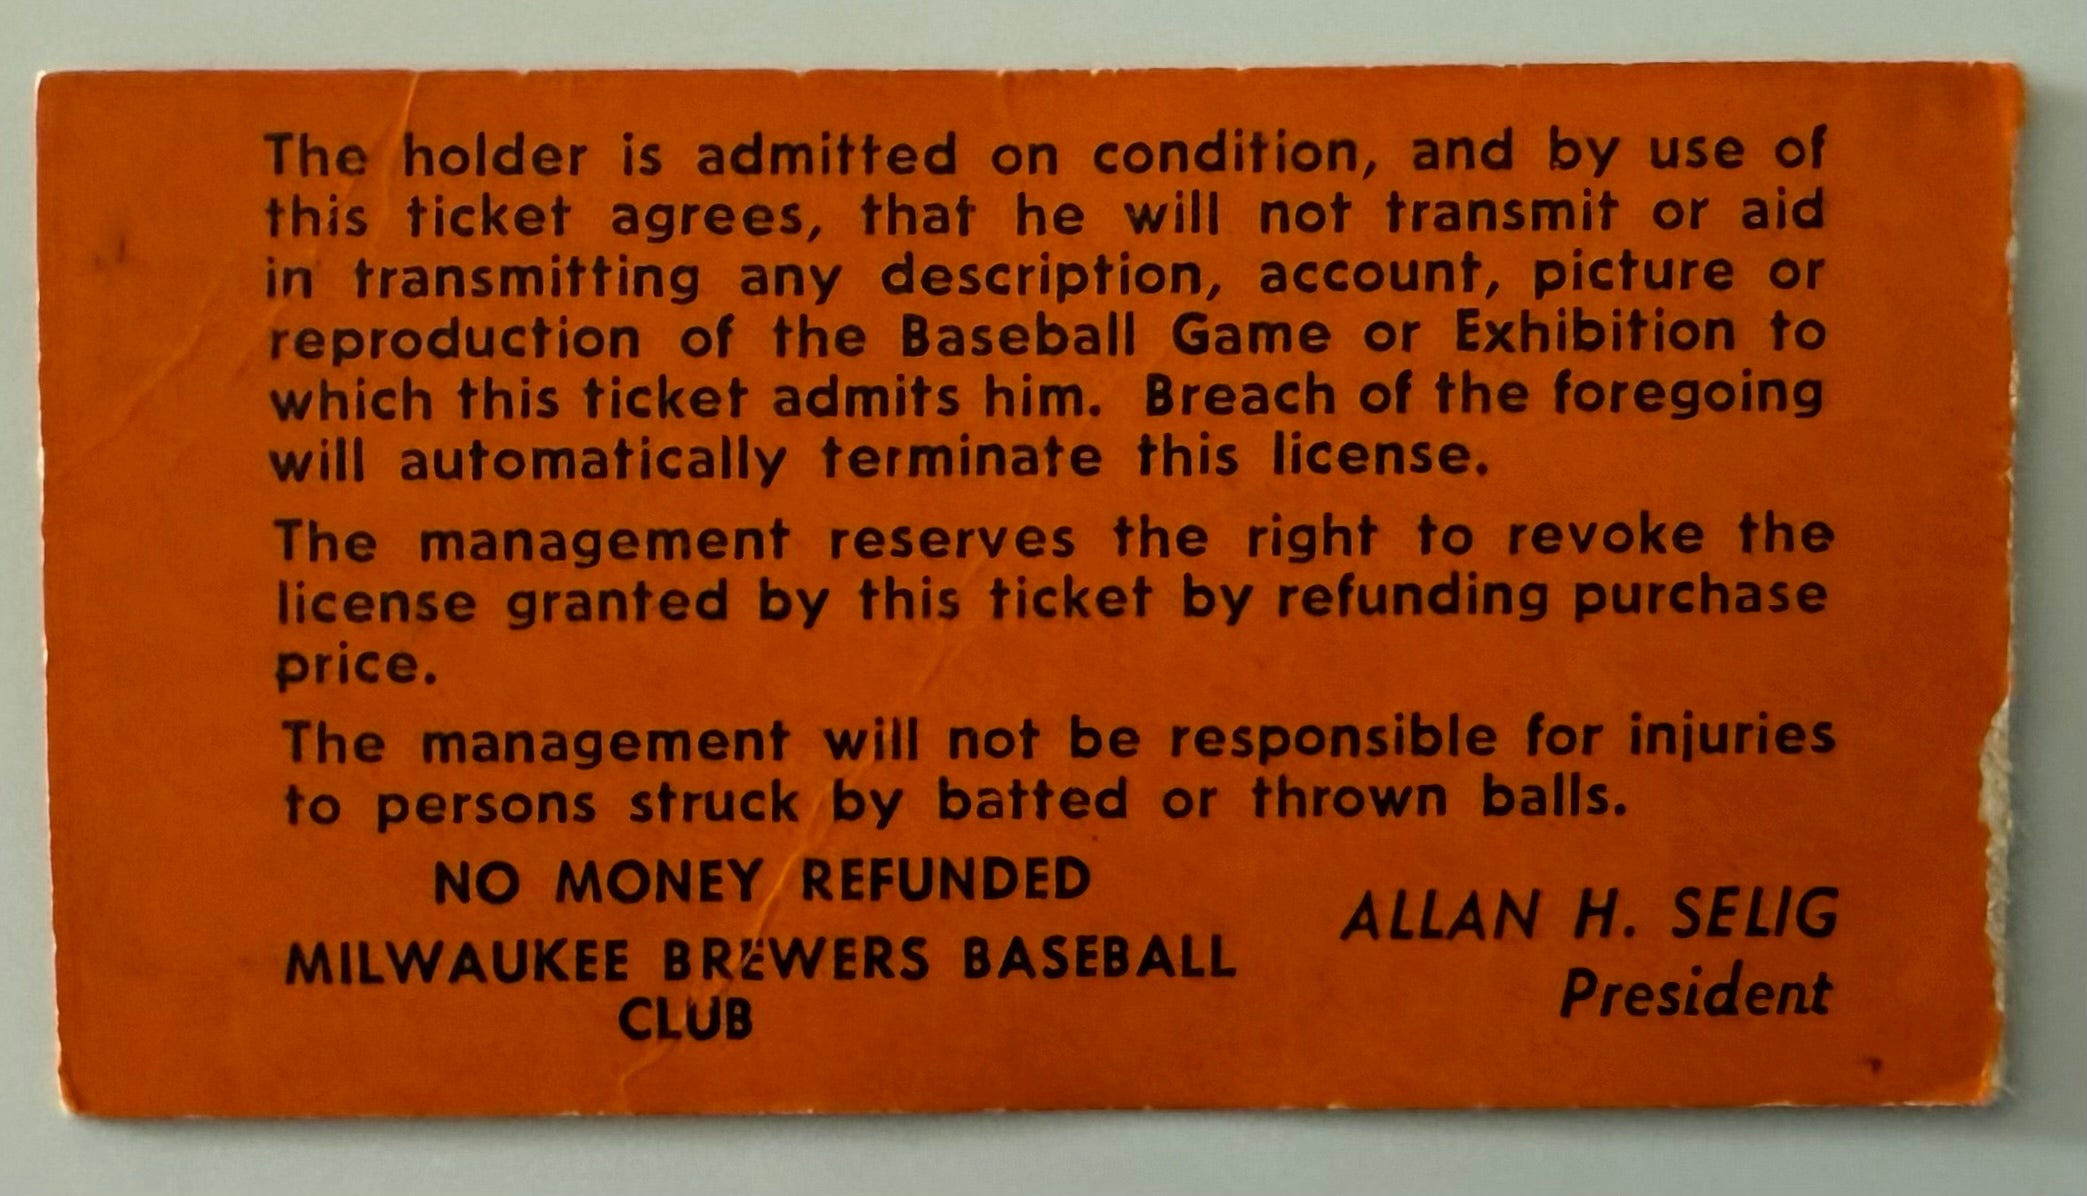 The holder is admitted on condition, and by use of
this ticket agrees, that he will not transmit or aid
in transmitting any description, account, picture or
reproduction of the Baseball Game or Exhibition to
which this ticket admits him. Breach of the foregoing
will automatically terminate this license.
The management reserves the right to revoke the
license granted by this ticket by refunding purchase
price.
The management will not be responsible for injuries
to persons struck by batted or thrown balls.
NO MONEY REFUNDED
MILWAUKEE BREWERS BASEBALL
CLUB
ALLAN H. SELIG
President